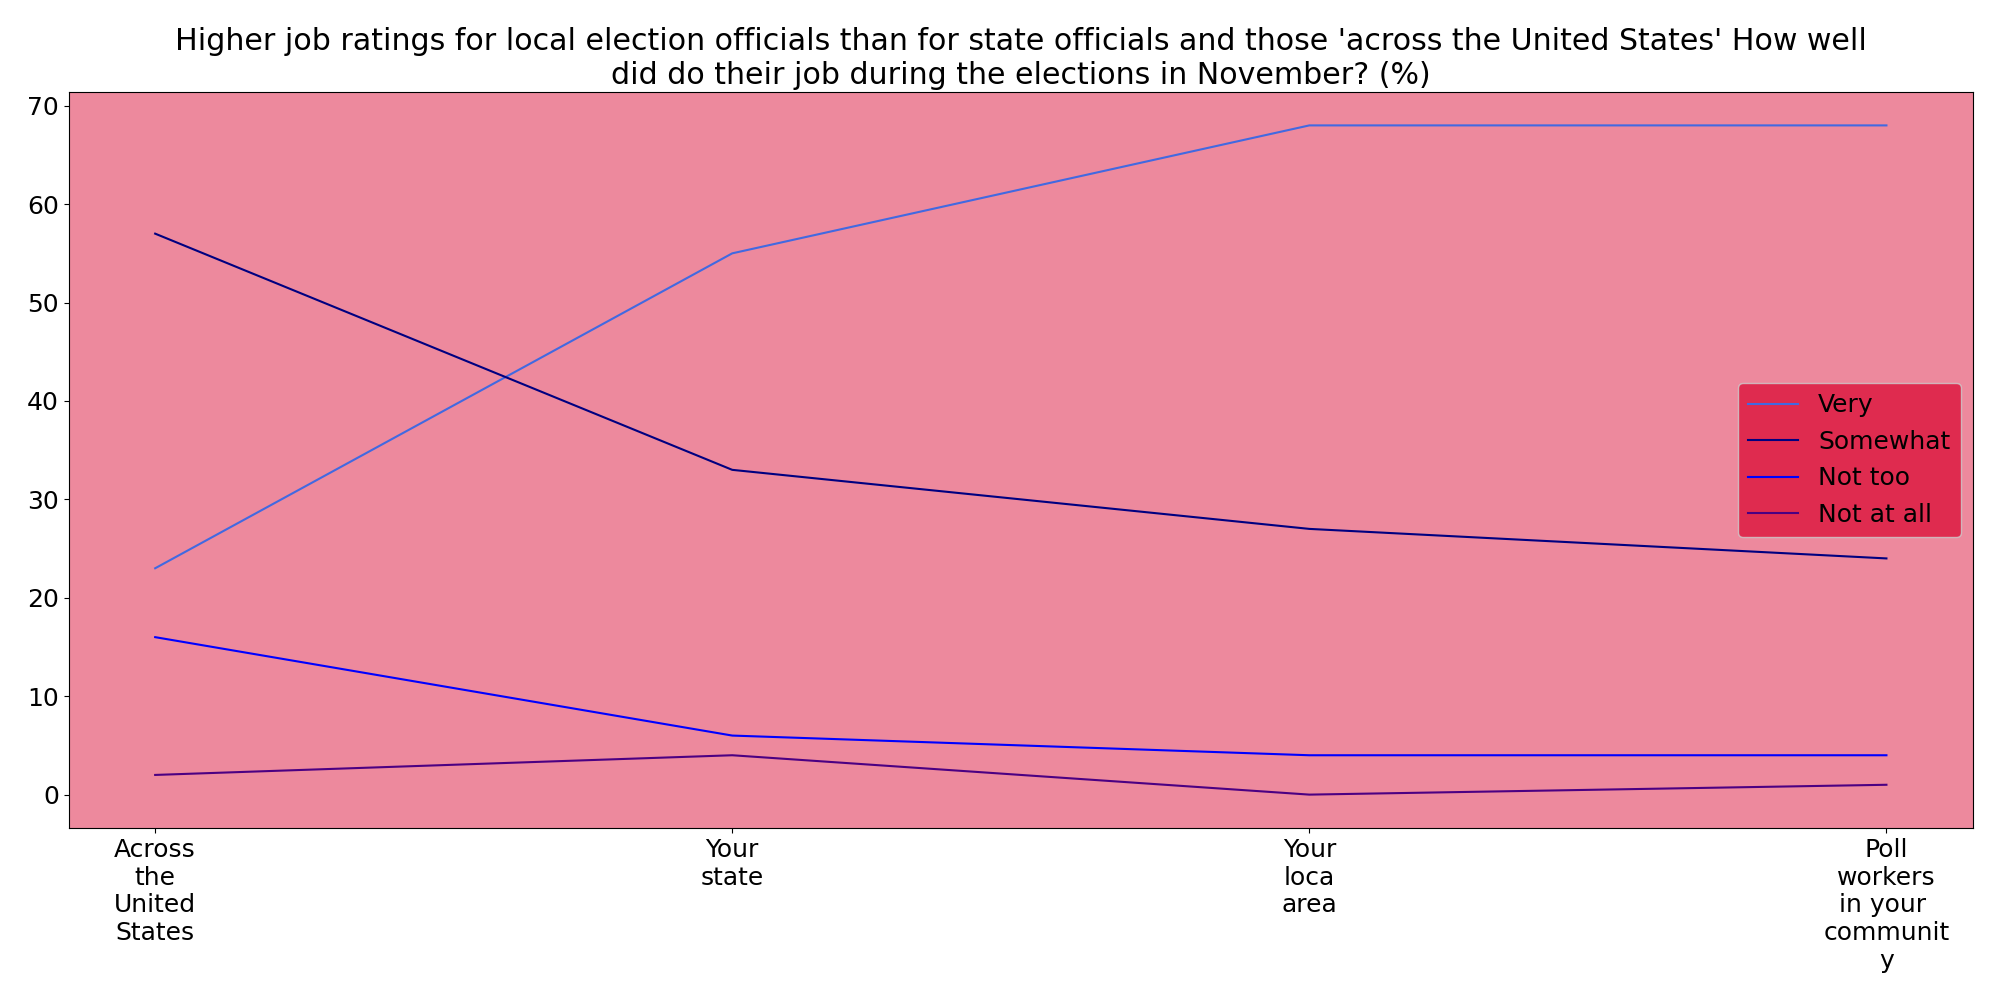 Higher job ratings for local election officials than for state officials and those 'across the United States' How well
did do their job during the elections in November? (%)
70
60
50
40
30
20
10
0
Very
Somewhat
Not too
Not at all
Across
the
United
States
Your
state
Your
loca
area
Poll
workers
in your
communit
y